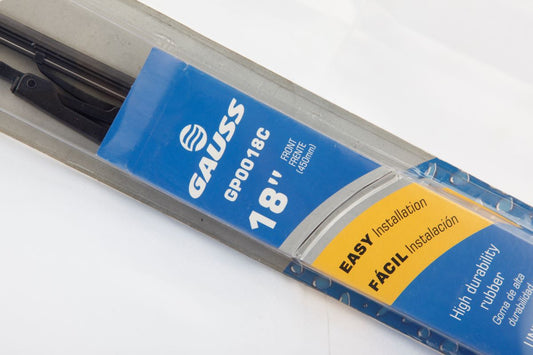 GAUSS
GP0018C
18"
FRONT
FRENTE
(450mm)
EASY Installation
FÁCIL Instalación
High durability
rubber
Goma de alta
durabilidad